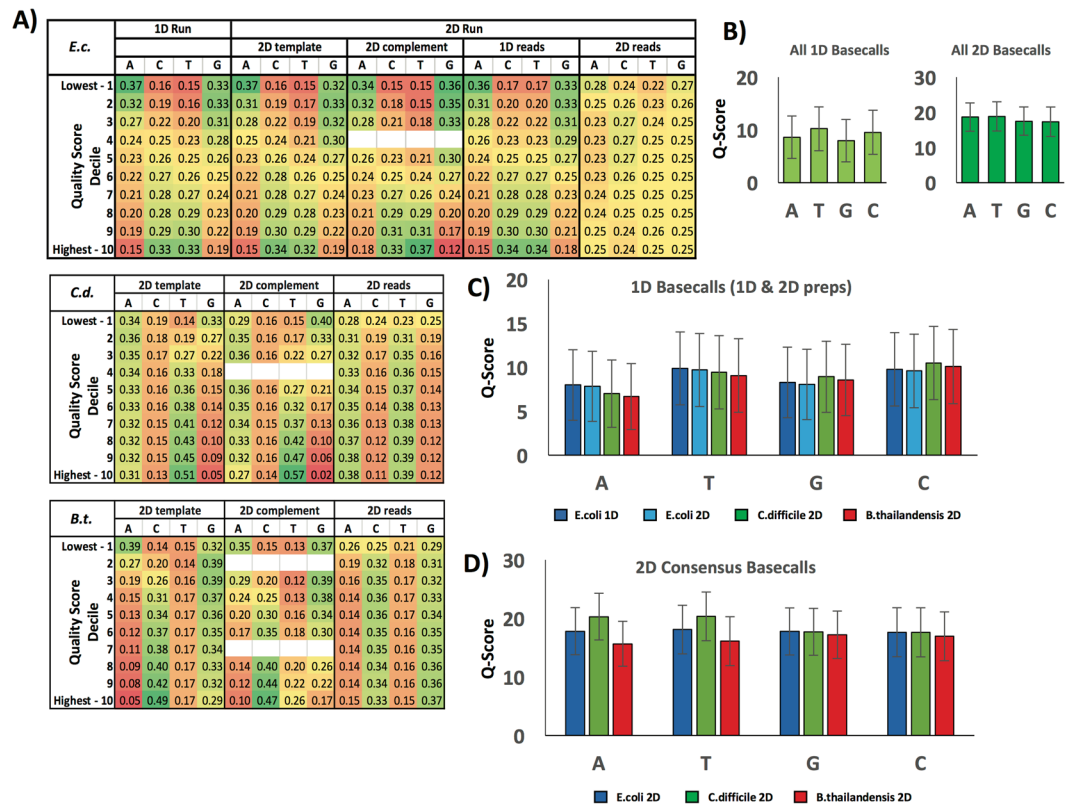 A)
E.c. 1D Run 2D Run
2D template 2D complement 1D reads 2D reads
A C T G A C T G A C T G A C T G A C T G
Quality Score Decile
Lowest - 1 0.37 0.16 0.15 0.33 0.37 0.16 0.15 0.32 0.34 0.15 0.15 0.36 0.36 0.17 0.17 0.33 0.28 0.24 0.22 0.27
2 0.32 0.19 0.16 0.33 0.31 0.19 0.17 0.33 0.32 0.18 0.15 0.35 0.31 0.20 0.20 0.33 0.25 0.26 0.23 0.26
3 0.27 0.22 0.20 0.31 0.28 0.22 0.19 0.32 0.28 0.21 0.18 0.33 0.28 0.22 0.22 0.31 0.24 0.27 0.24 0.25
4 0.24 0.25 0.23 0.28 0.25 0.24 0.21 0.30 0.26 0.23 0.23 0.29 0.23 0.27 0.24 0.25
5 0.23 0.26 0.25 0.26 0.23 0.26 0.24 0.27 0.26 0.23 0.21 0.30 0.24 0.25 0.25 0.27 0.23 0.27 0.25 0.25
6 0.22 0.27 0.26 0.25 0.22 0.28 0.26 0.25 0.24 0.25 0.24 0.27 0.22 0.27 0.27 0.25 0.23 0.26 0.25 0.25
7 0.21 0.28 0.27 0.24 0.21 0.28 0.27 0.24 0.23 0.27 0.26 0.24 0.21 0.28 0.28 0.23 0.24 0.25 0.25 0.25
8 0.20 0.28 0.29 0.23 0.20 0.29 0.28 0.23 0.21 0.29 0.29 0.20 0.20 0.29 0.29 0.22 0.24 0.25 0.25 0.25
9 0.19 0.29 0.30 0.22 0.19 0.30 0.29 0.22 0.20 0.31 0.31 0.17 0.19 0.30 0.30 0.21 0.25 0.24 0.26 0.25
Highest - 10 0.15 0.33 0.33 0.19 0.15 0.34 0.32 0.19 0.18 0.33 0.37 0.12 0.15 0.34 0.34 0.18 0.25 0.24 0.25 0.25
C.d. 2D template 2D complement 2D reads
A C T G A C T G A C T G
Quality Score Decile
Lowest - 1 0.34 0.19 0.14 0.33 0.29 0.16 0.15 0.40 0.28 0.24 0.23 0.25
2 0.36 0.18 0.19 0.27 0.35 0.16 0.17 0.33 0.31 0.19 0.31 0.19
3 0.35 0.17 0.27 0.22 0.36 0.16 0.22 0.27 0.32 0.17 0.35 0.16
4 0.34 0.16 0.33 0.18 0.33 0.16 0.36 0.15
5 0.33 0.16 0.36 0.15 0.36 0.16 0.27 0.21 0.34 0.15 0.37 0.14
6 0.33 0.16 0.38 0.14 0.35 0.16 0.32 0.17 0.35 0.14 0.38 0.13
7 0.32 0.15 0.41 0.12 0.34 0.15 0.37 0.13 0.36 0.13 0.38 0.13
8 0.32 0.15 0.43 0.10 0.33 0.16 0.42 0.10 0.37 0.12 0.39 0.12
9 0.32 0.15 0.45 0.09 0.32 0.16 0.47 0.06 0.38 0.12 0.39 0.12
Highest - 10 0.31 0.13 0.51 0.05 0.27 0.14 0.57 0.02 0.38 0.11 0.39 0.12
B.t. 2D template 2D complement 2D reads
A C T G A C T G A C T G
Quality Score Decile
Lowest - 1 0.39 0.14 0.15 0.32 0.35 0.15 0.13 0.37 0.26 0.25 0.21 0.29
2 0.27 0.20 0.14 0.39 0.19 0.32 0.18 0.31
3 0.19 0.26 0.16 0.39 0.29 0.20 0.12 0.39 0.16 0.35 0.17 0.32
4 0.15 0.31 0.17 0.37 0.24 0.25 0.13 0.38 0.14 0.36 0.17 0.33
5 0.13 0.34 0.17 0.36 0.20 0.30 0.16 0.34 0.14 0.36 0.17 0.34
6 0.12 0.37 0.17 0.35 0.17 0.35 0.18 0.30 0.14 0.35 0.16 0.35
7 0.11 0.38 0.17 0.34 0.14 0.35 0.16 0.35
8 0.09 0.40 0.17 0.33 0.14 0.40 0.20 0.26 0.14 0.34 0.16 0.36
9 0.08 0.42 0.17 0.32 0.12 0.44 0.22 0.22 0.14 0.34 0.16 0.36
Highest - 10 0.05 0.49 0.17 0.29 0.10 0.47 0.26 0.17 0.15 0.33 0.15 0.37
B)
All 1D Basecalls All 2D Basecalls
Q-Score
20
10
0
A T G C
30
20
10
0
A T G C
C)
1D Basecalls (1D & 2D preps)
Q-Score
20
15
10
5
0
A T G C
E.coli 1D E.coli 2D C.difficile 2D B.thailandensis 2D
D)
2D Consensus Basecalls
Q-Score
30
20
10
0
A T G C
E.coli 2D C.difficile 2D B.thailandensis 2D